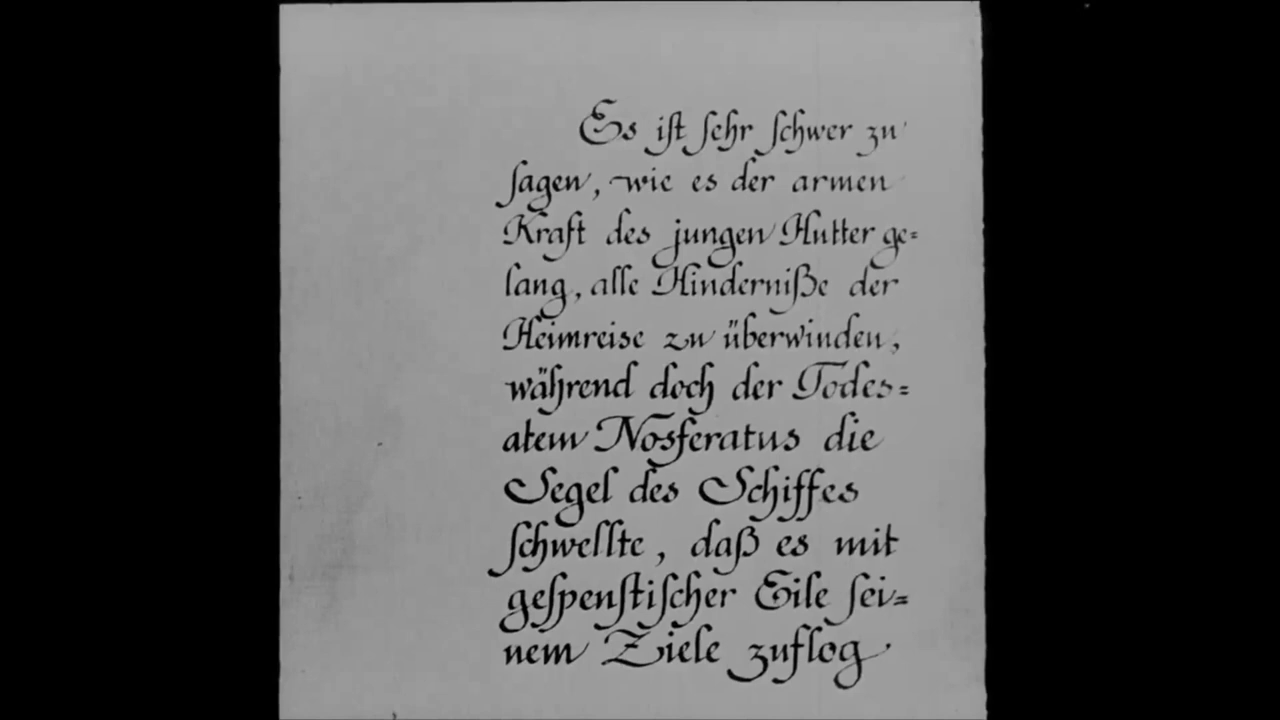 Es iſt ſehr ſchwer zu
ſagen, wie es der armen
Kraft des jungen Hutter ge=
lang, alle Hinderniße der
Heimreise zu überwinden,
während doch der Todes=
atem Nosferatus die
Segel des Schiffes
ſchwellte, daß es mit
geſpenſtiſcher Eile ſei=
nem Ziele zuflog.